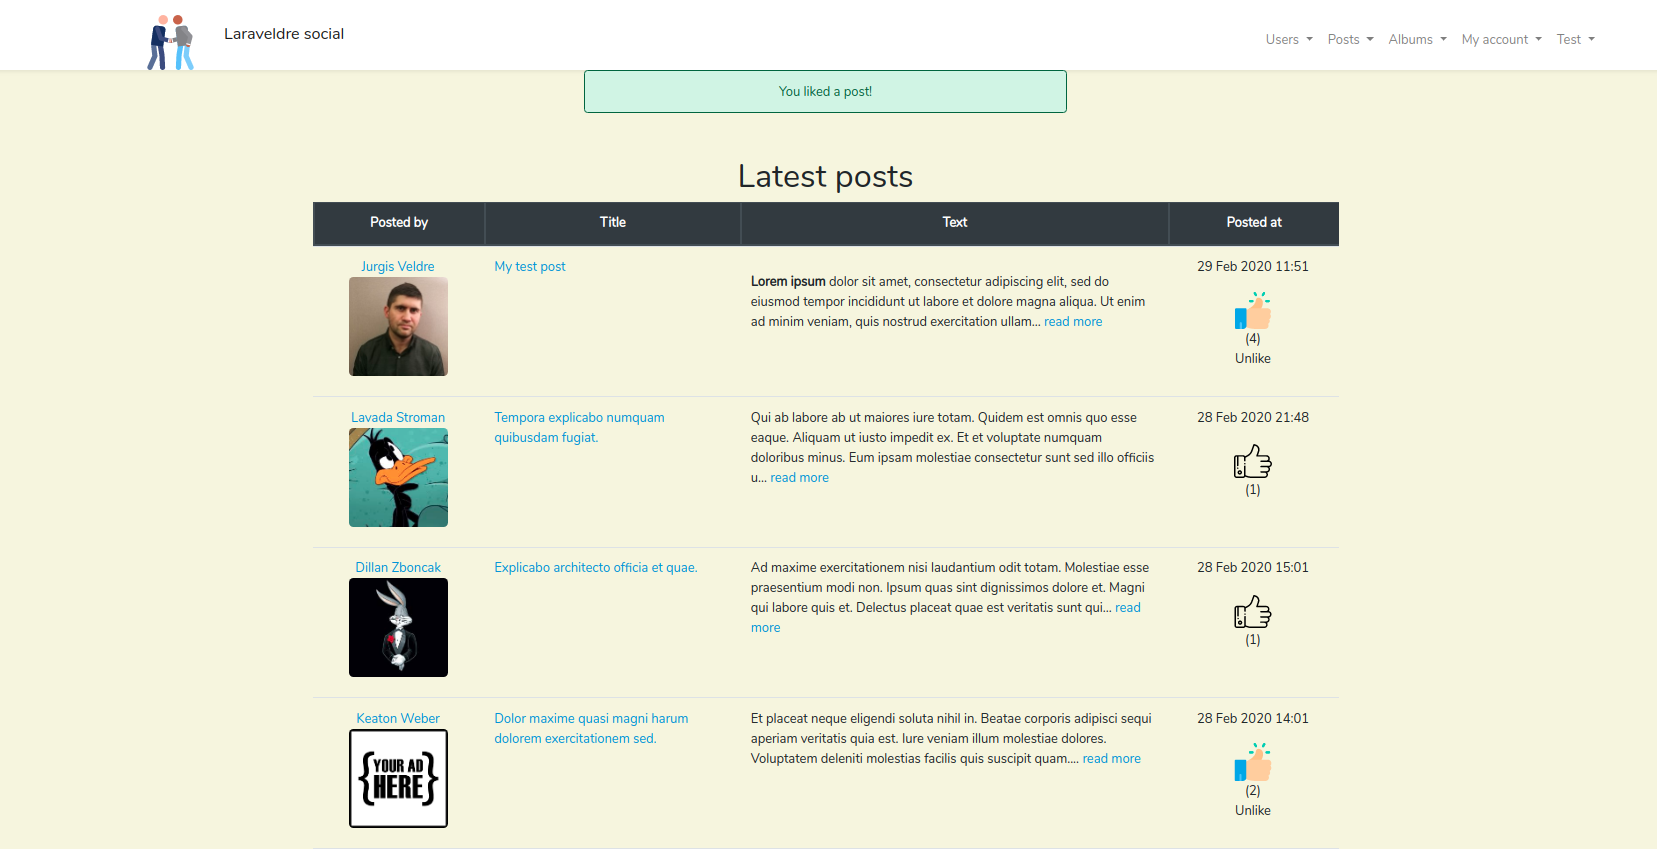 Laraveldre social
Users
Posts
Albums
My account
Test
You liked a post!
Latest posts
Posted by
Title
Text
Posted at
Jurgis Veldre
My test post
Lorem ipsum dolor sit amet, consectetur adipiscing elit, sed do
eiusmod tempor incididunt ut labore et dolore magna aliqua. Ut enim
ad minim veniam, quis nostrud exercitation ullam... read more
29 Feb 2020 11:51
(4)
Unlike
Lavada Stroman
Tempora explicabo numquam
quibusdam fugiat.
Qui ab labore ab ut maiores iure totam. Quidem est omnis quo esse
eaque. Aliquam ut iusto impedit ex. Et et voluptate numquam
doloribus minus. Eum ipsam molestiae consectetur sunt sed illo officiis
u... read more
28 Feb 2020 21:48
(1)
Dillan Zboncak
Explicabo architecto officia et quae.
Ad maxime exercitationem nisi laudantium odit totam. Molestiae esse
praesentium modi non. Ipsum quas sint dignissimos dolore et. Magni
qui labore quis et. Delectus placeat quae est veritatis sunt qui... read
more
28 Feb 2020 15:01
(1)
Keaton Weber
{YOUR AD
HERE}
Dolor maxime quasi magni harum
dolorem exercitationem sed.
Et placeat neque eligendi soluta nihil in. Beatae corporis adipisci sequi
aperiam veritatis quia est. Iure veniam illum molestiae dolores.
Voluptatem deleniti molestias facilis quis suscipit quam.... read more
28 Feb 2020 14:01
(2)
Unlike